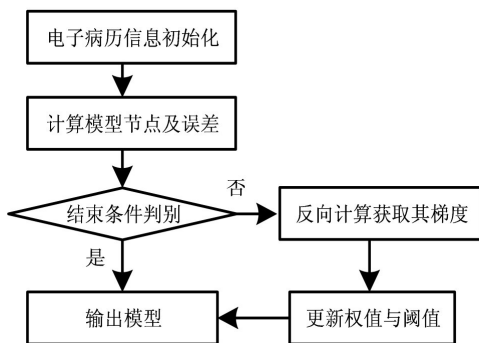 电子病历信息初始化
计算模型节点及误差
结束条件判别
否
反向计算获取其梯度
是
输出模型
更新权值与阈值